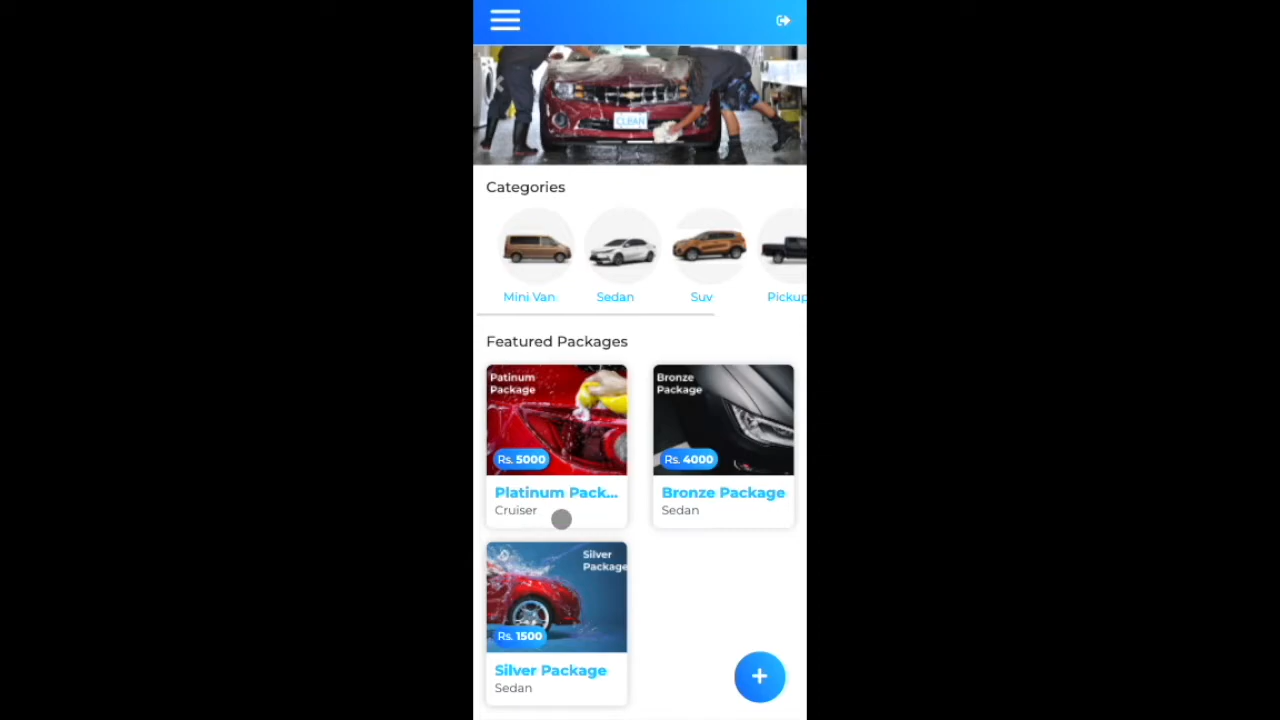 CLEAN
Categories
Mini Van
Sedan
Suv
Pickup
Featured Packages
Patinum
Package
Rs. 5000
Platinum Pack...
Cruiser
Bronze
Package
Rs. 4000
Bronze Package
Sedan
Silver
Package
Rs. 1500
Silver Package
Sedan
+